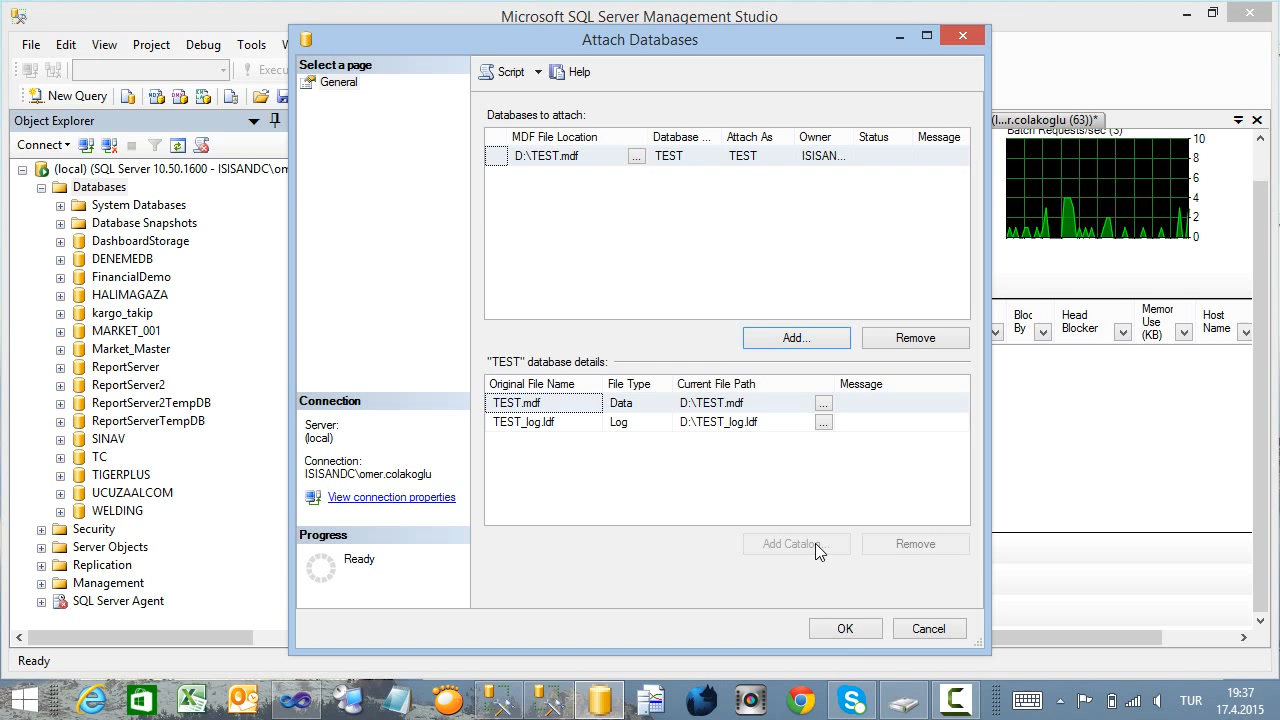 Microsoft SQL Server Management Studio
File Edit View Project Debug Tools
Attach Databases
New Query
Object Explorer
Connect
(local) (SQL Server 10.50.1600 - ISISANDC\om
Databases
System Databases
Database Snapshots
DashboardStorage
DENEMEDB
FinancialDemo
HALIMAGAZA
kargo_takip
MARKET_001
Market_Master
ReportServer
ReportServer2
ReportServer2TempDB
ReportServerTempDB
SINAV
TC
TIGERPLUS
UCUZAALCOM
WELDING
Security
Server Objects
Replication
Management
SQL Server Agent
Select a page
General
Connection
Server:
(local)
Connection:
ISISANDC\omer.colakoglu
View connection properties
Progress
Ready
Script Help
Databases to attach:
MDF File Location Database ... Attach As Owner Status Message
D:\TEST.mdf ... TEST TEST ISISAN...
Add... Remove
"TEST" database details:
Original File Name File Type Current File Path Message
TEST.mdf Data D:\TEST.mdf ...
TEST_log.ldf Log D:\TEST_log.ldf ...
Add Catalog... Remove
OK Cancel
(l...r.colakoglu (63))*
Batch Requests/sec (3)
10
8
6
4
2
0
Head Blocker
Memor Use (KB)
Host Name
Ready
TUR
19:37
17.4.2015